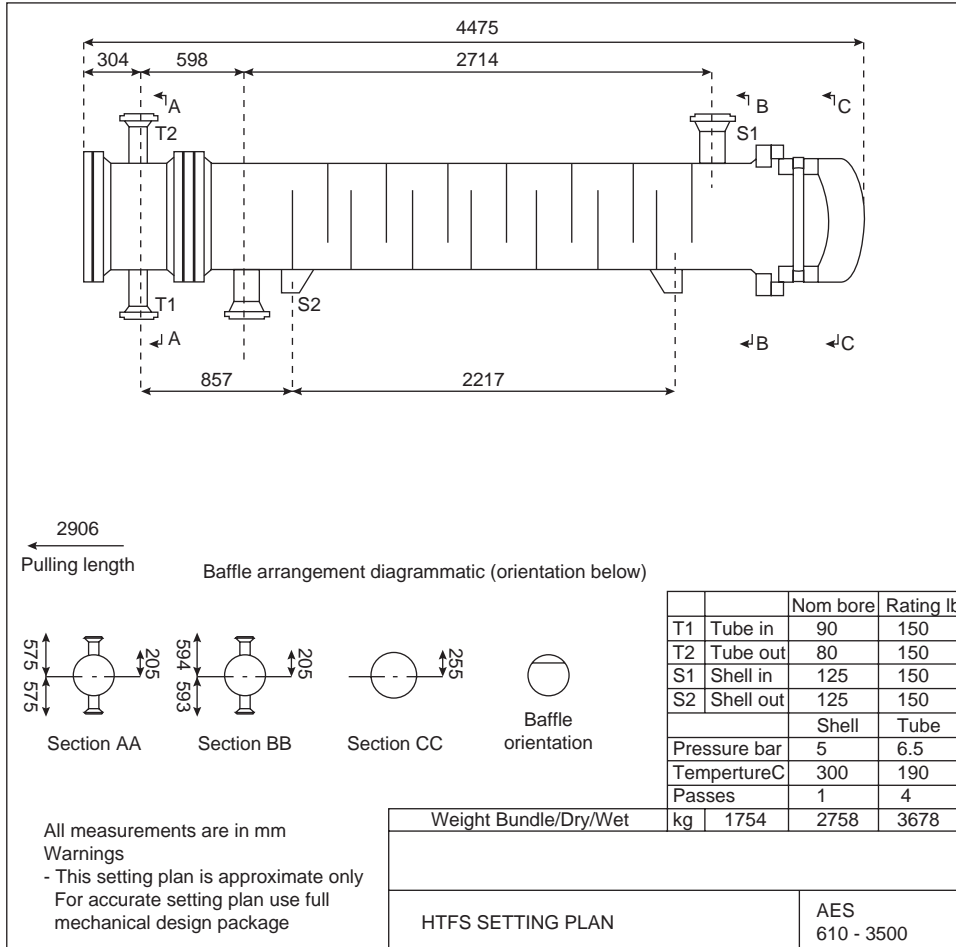 4475
304 598 2714
A B C
T2 S1
T1 S2
A B C
857 2217
2906
Pulling length
Baffle arrangement diagrammatic (orientation below)
575 575 205
594 593 205
255
Section AA
Section BB
Section CC
Baffle
orientation
Nom bore Rating lb
T1 Tube in 90 150
T2 Tube out 80 150
S1 Shell in 125 150
S2 Shell out 125 150
Shell Tube
Pressure bar 5 6.5
TempertureC 300 190
Passes 1 4
Weight Bundle/Dry/Wet kg 1754 2758 3678
All measurements are in mm
Warnings
- This setting plan is approximate only
For accurate setting plan use full
mechanical design package
HTFS SETTING PLAN
AES
610 - 3500